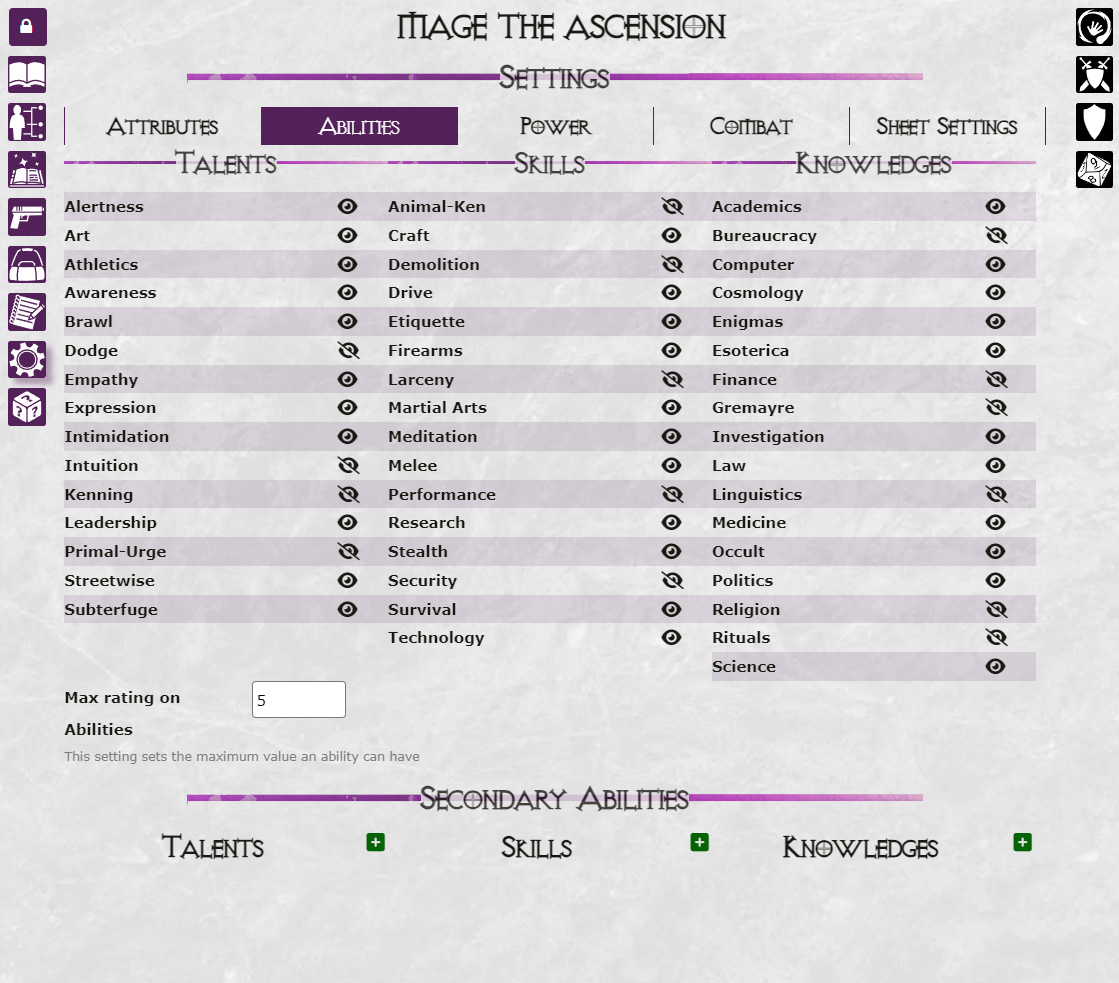 Mage the Ascension
Settings
Attributes
Abilities
Power
Combat
Sheet Settings
Talents
Skills
Knowledges
Alertness
Animal-Ken
Academics
Art
Craft
Bureaucracy
Athletics
Demolition
Computer
Awareness
Drive
Cosmology
Brawl
Etiquette
Enigmas
Dodge
Firearms
Esoterica
Empathy
Larceny
Finance
Expression
Martial Arts
Gremayre
Intimidation
Meditation
Investigation
Intuition
Melee
Law
Kenning
Performance
Linguistics
Leadership
Research
Medicine
Primal-Urge
Stealth
Occult
Streetwise
Security
Politics
Subterfuge
Survival
Religion
Technology
Rituals
Science
Max rating on
5
Abilities
This setting sets the maximum value an ability can have
Secondary Abilities
Talents
Skills
Knowledges